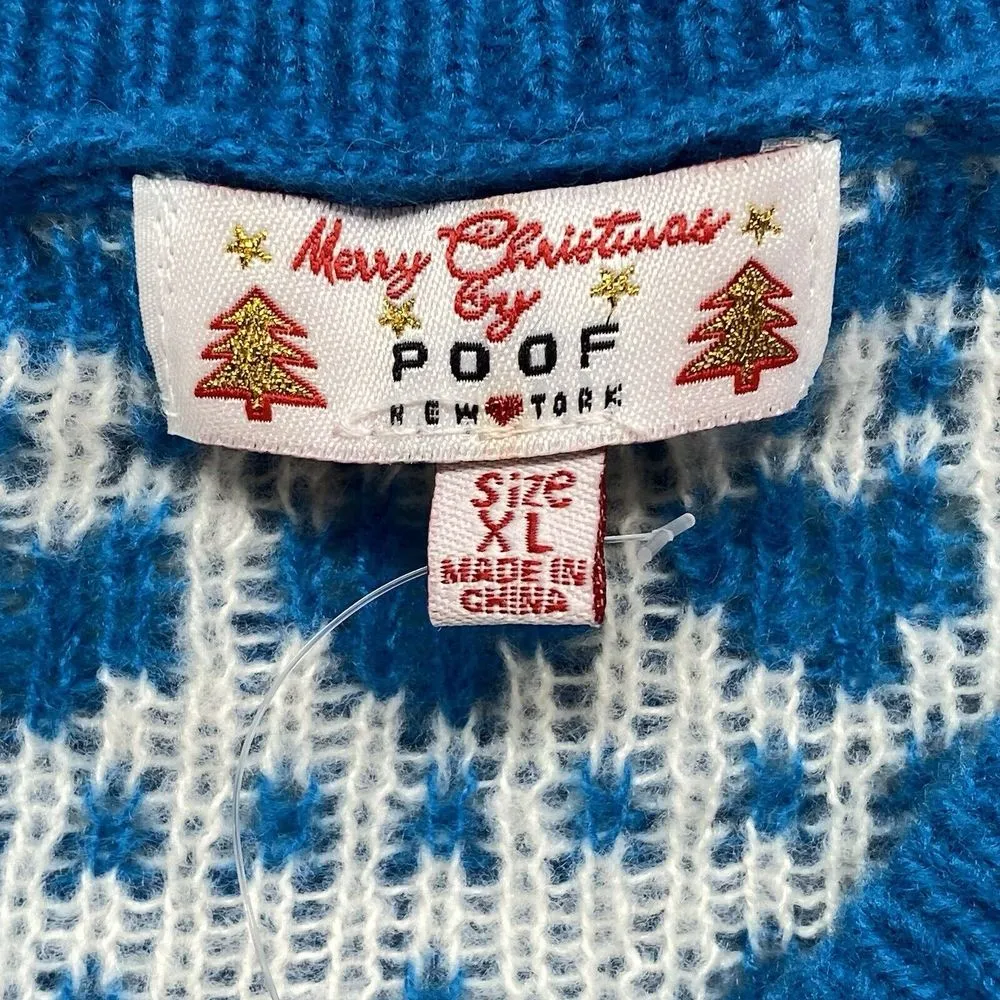 Merry Christmas
by
POOF
NEW YORK
Size
XL
MADE IN
CHINA